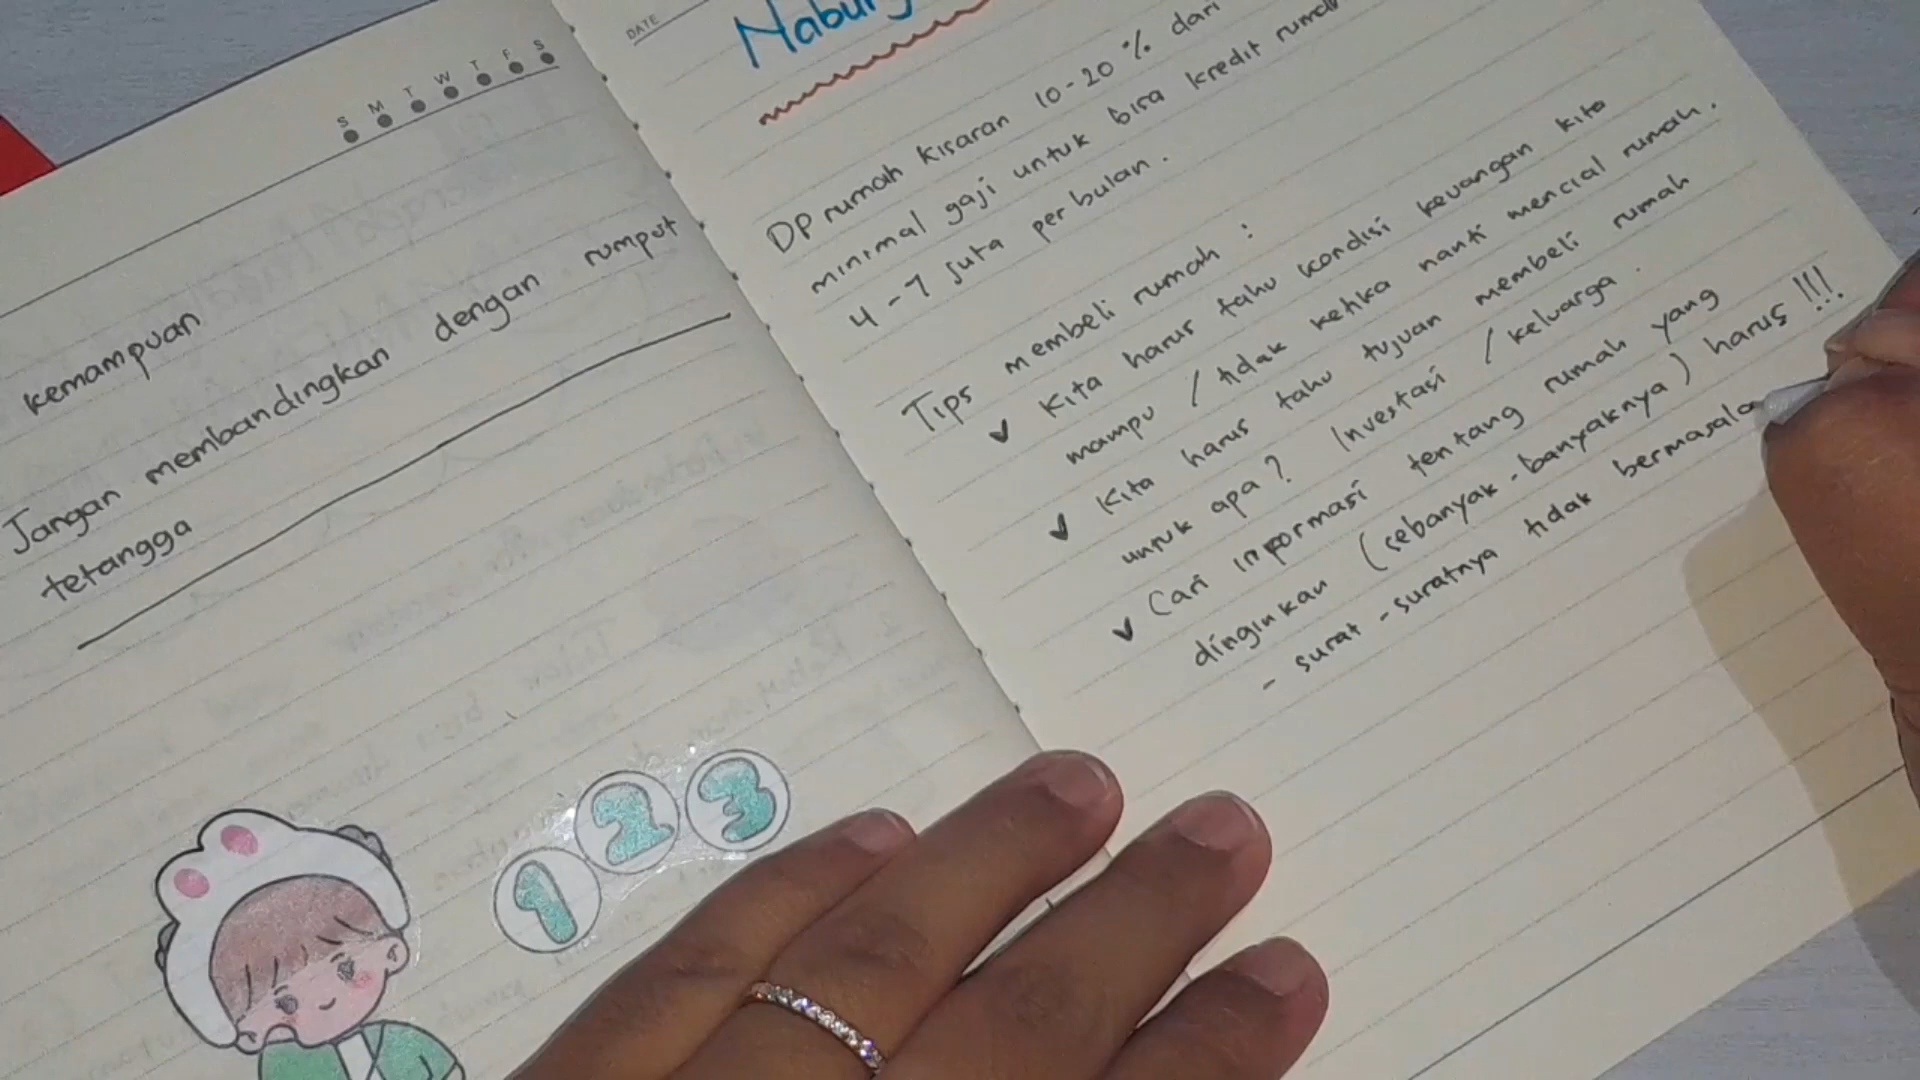 S M T W T F S
kemampuan
Jangan membandingkan dengan rumput
tetangga
1 2 3
DATE
DP rumah kisaran 10-20 % dari
minimal gaji untuk bisa kredit rumah
4-7 juta per bulan.
Tips membeli rumah :
✓ Kita harus tahu kondisi keuangan kita
mampu / tidak ketika nanti mencicil rumah.
✓ Kita harus tahu tujuan membeli rumah
untuk apa? Investasi / keluarga.
✓ Cari informasi tentang rumah yang
diinginkan (sebanyak-banyaknya) harus !!!
- surat-suratnya tidak bermasala